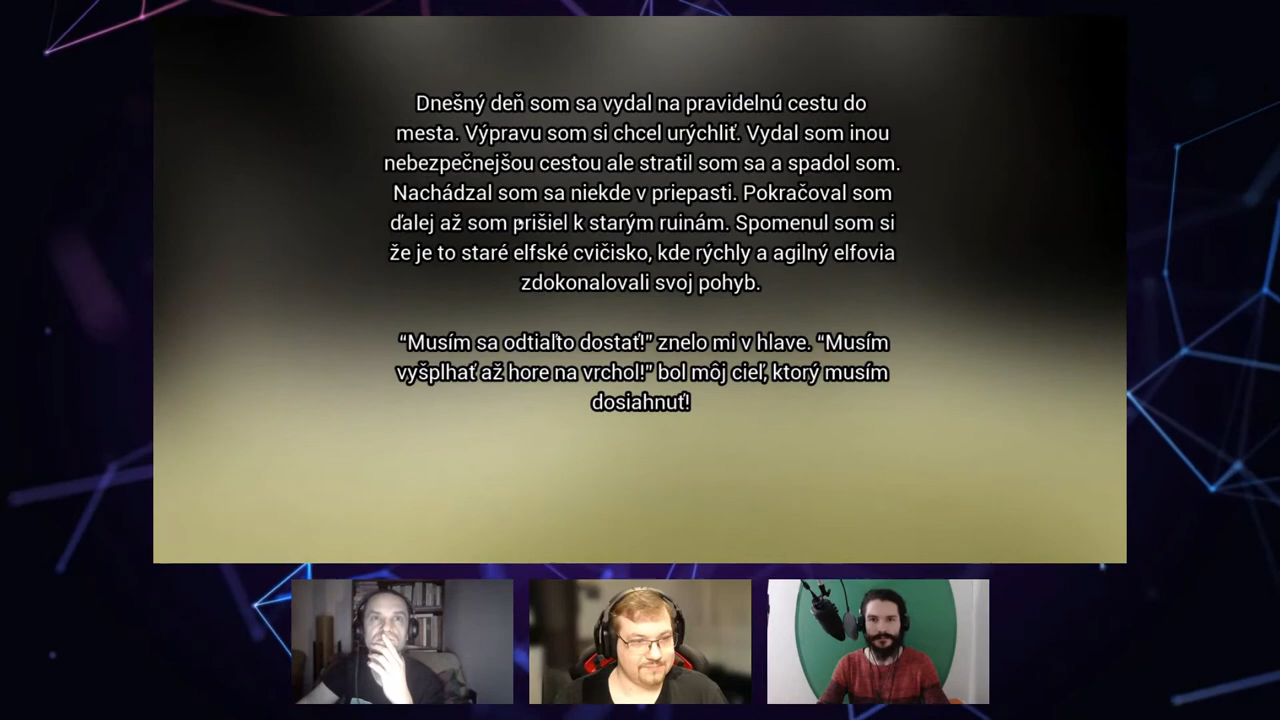 Dnešný deň som sa vydal na pravidelnú cestu do
mesta. Výpravu som si chcel urýchliť. Vydal som inou
nebezpečnejšou cestou ale stratil som sa a spadol som.
Nachádzal som sa niekde v priepasti. Pokračoval som
ďalej až som prišiel k starým ruinám. Spomenul som si
že je to staré elfské cvičisko, kde rýchly a agilný elfovia
zdokonalovali svoj pohyb.
“Musím sa odtiaľto dostať!” znelo mi v hlave. “Musím
vyšplhať až hore na vrchol!” bol môj cieľ, ktorý musím
dosiahnuť!